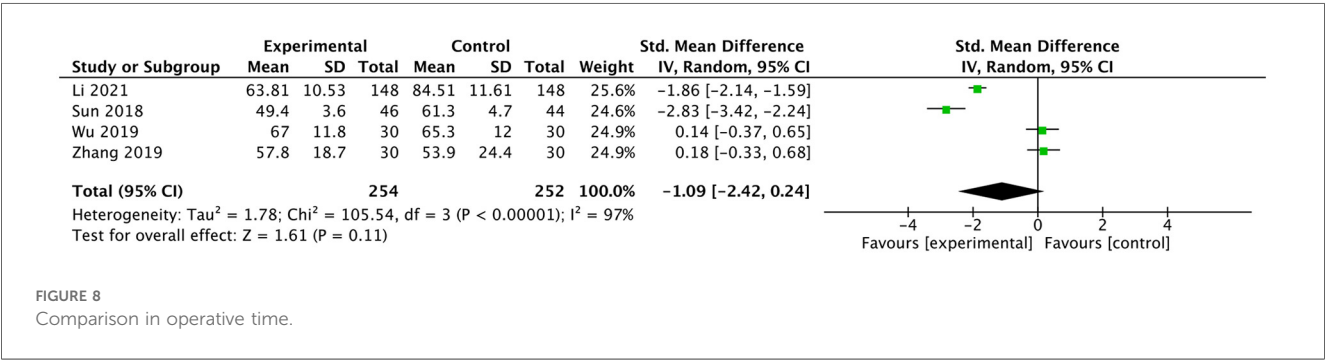 Experimental Control Std. Mean Difference Std. Mean Difference
Study or Subgroup Mean SD Total Mean SD Total Weight IV, Random, 95% CI IV, Random, 95% CI
Li 2021 63.81 10.53 148 84.51 11.61 148 25.6% −1.86 [−2.14, −1.59]
Sun 2018 49.4 3.6 46 61.3 4.7 44 24.6% −2.83 [−3.42, −2.24]
Wu 2019 67 11.8 30 65.3 12 30 24.9% 0.14 [−0.37, 0.65]
Zhang 2019 57.8 18.7 30 53.9 24.4 30 24.9% 0.18 [−0.33, 0.68]
Total (95% CI) 254 252 100.0% −1.09 [−2.42, 0.24]
Heterogeneity: Tau² = 1.78; Chi² = 105.54, df = 3 (P < 0.00001); I² = 97%
Test for overall effect: Z = 1.61 (P = 0.11)
−4 −2 0 2 4
Favours [experimental] Favours [control]
FIGURE 8
Comparison in operative time.